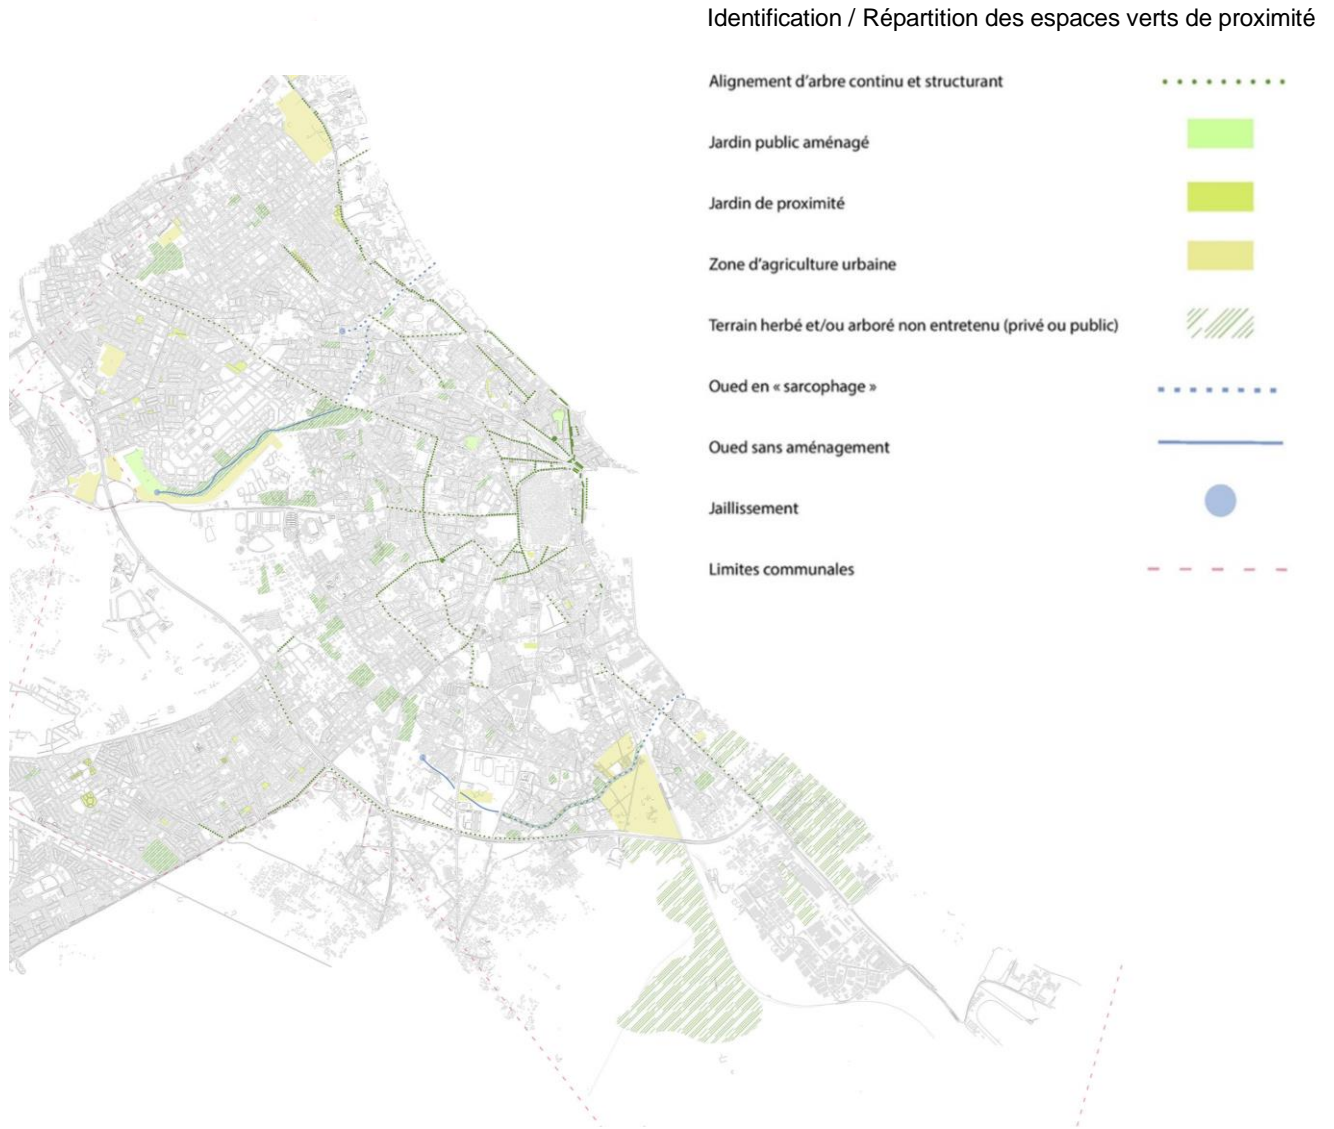 Identification / Répartition des espaces verts de proximité
Alignement d'arbre continu et structurant
Jardin public aménagé
Jardin de proximité
Zone d'agriculture urbaine
Terrain herbé et/ou arboré non entretenu (privé ou public)
Oued en « sarcophage »
Oued sans aménagement
Jaillissement
Limites communales